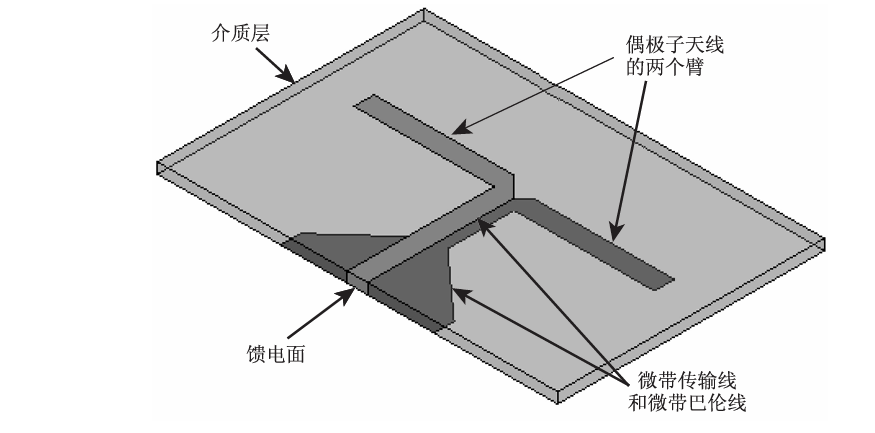 介质层
偶极子天线
的两个臂
馈电面
微带传输线
和微带巴伦线